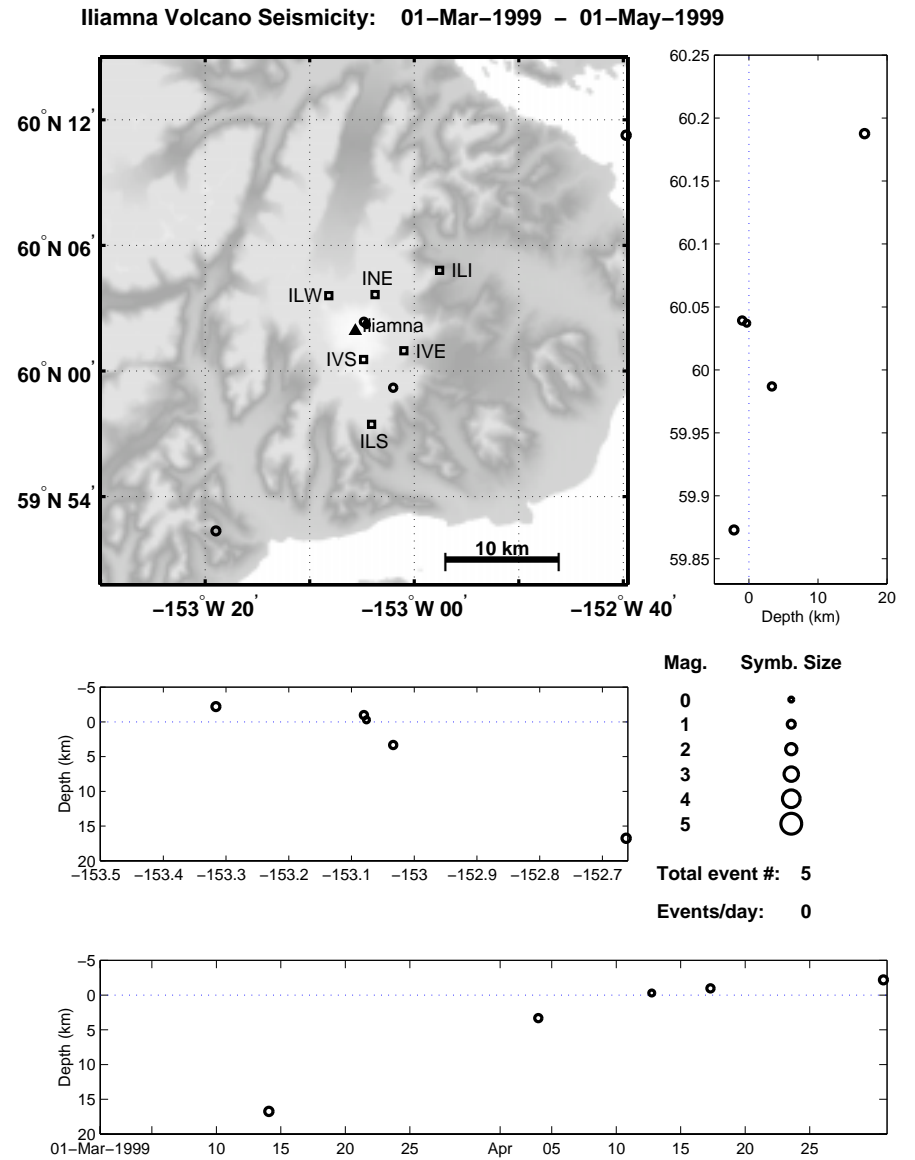 Iliamna Volcano Seismicity: 01−Mar−1999 − 01−May−1999
60°N 12'
60°N 06'
60°N 00'
59°N 54'
−153°W 20'
−153°W 00'
−152°W 40'
ILI
INE
ILW
Iliamna
IVS
IVE
ILS
10 km
60.25
60.2
60.15
60.1
60.05
60
59.95
59.9
59.85
0 10 20
Depth (km)
−5
0
5
10
15
20
Depth (km)
−153.5 −153.4 −153.3 −153.2 −153.1 −153 −152.9 −152.8 −152.7
Mag. Symb. Size
0
1
2
3
4
5
Total event #: 5
Events/day: 0
−5
0
5
10
15
20
Depth (km)
01−Mar−1999 10 15 20 25 Apr 05 10 15 20 25